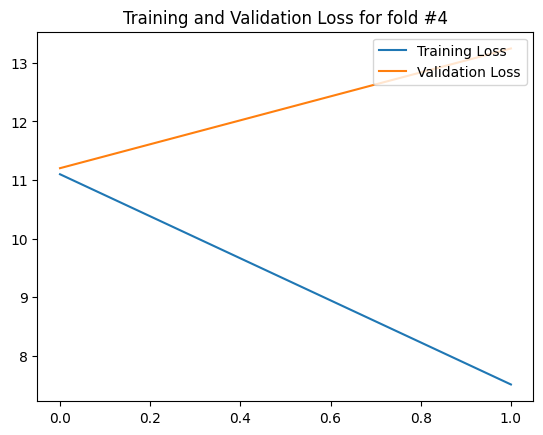 Training and Validation Loss for fold #4
Training Loss
Validation Loss
13
12
11
10
9
8
0.0 0.2 0.4 0.6 0.8 1.0